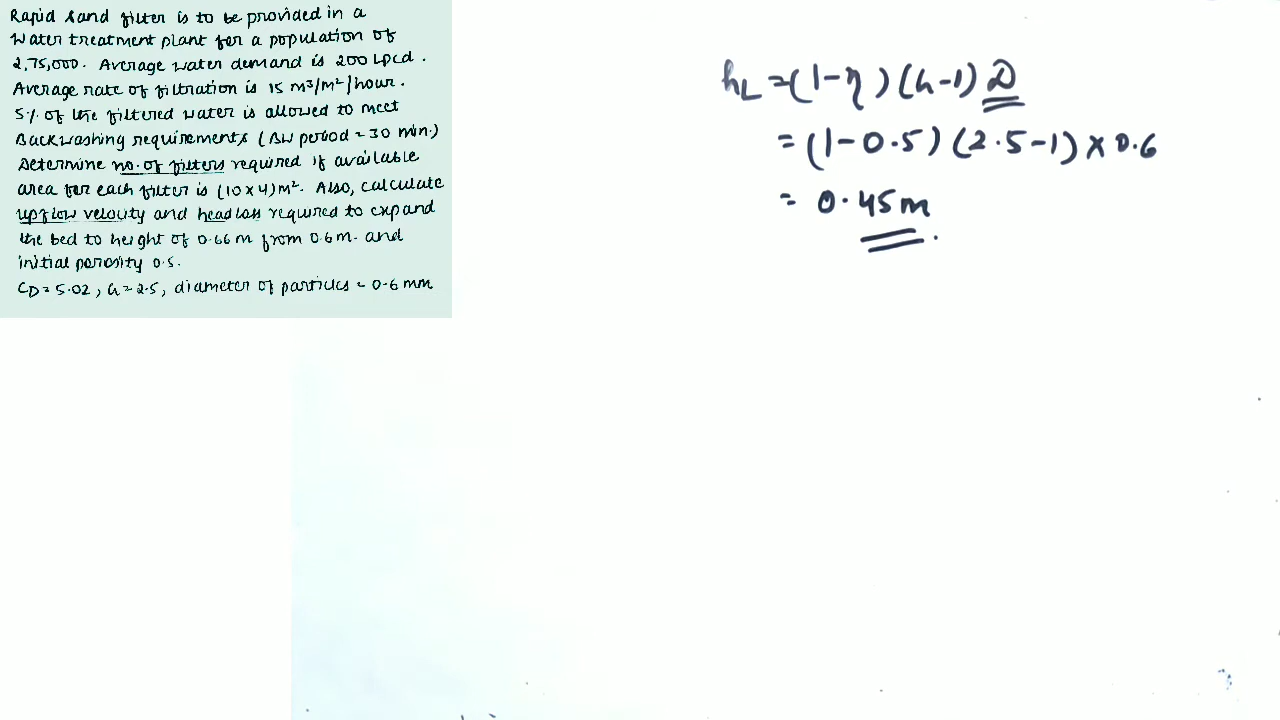 Rapid sand filter is to be provided in a
water treatment plant for a population of
2,75,000. Average water demand is 200 Lpcd.
Average rate of filtration is 15 m³/m²/hour.
5% of the filtered water is allowed to meet
Backwashing requirements (BW period = 30 min.)
Determine no. of filters required if available
area for each filter is (10 x 4)m². Also, calculate
upflow velocity and headloss required to expand
the bed to height of 0.66 m from 0.6 m. and
initial porosity 0.5.
CD = 5.02, G = 2.5, diameter of particles = 0.6 mm
hL = (1-η) (G-1) D
= (1-0.5) (2.5-1) x 0.6
= 0.45m